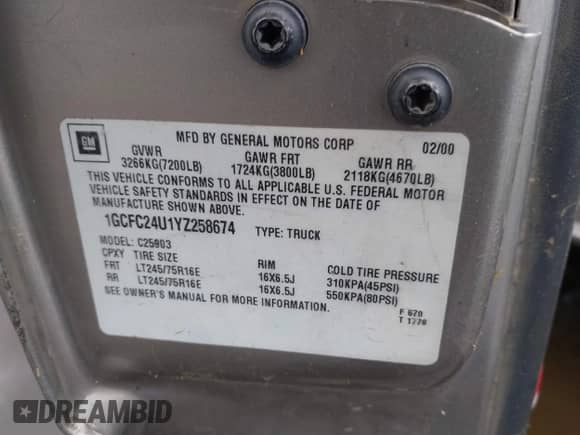 GM
MFD BY GENERAL MOTORS CORP 02/00
GVWR GAWR FRT GAWR RR
3266KG(7200LB) 1724KG(3800LB) 2118KG(4670LB)
THIS VEHICLE CONFORMS TO ALL APPLICABLE U.S. FEDERAL MOTOR
VEHICLE SAFETY STANDARDS IN EFFECT ON THE DATE OF
MANUFACTURE SHOWN ABOVE.
1GCFC24U1YZ258674 TYPE: TRUCK
MODEL: C25903
CPXY TIRE SIZE RIM COLD TIRE PRESSURE
FRT LT245/75R16E 16X6.5J 310KPA(45PSI)
RR LT245/75R16E 16X6.5J 550KPA(80PSI)
SEE OWNER'S MANUAL FOR MORE INFORMATION.
F 670
T 1770
DREAMBID